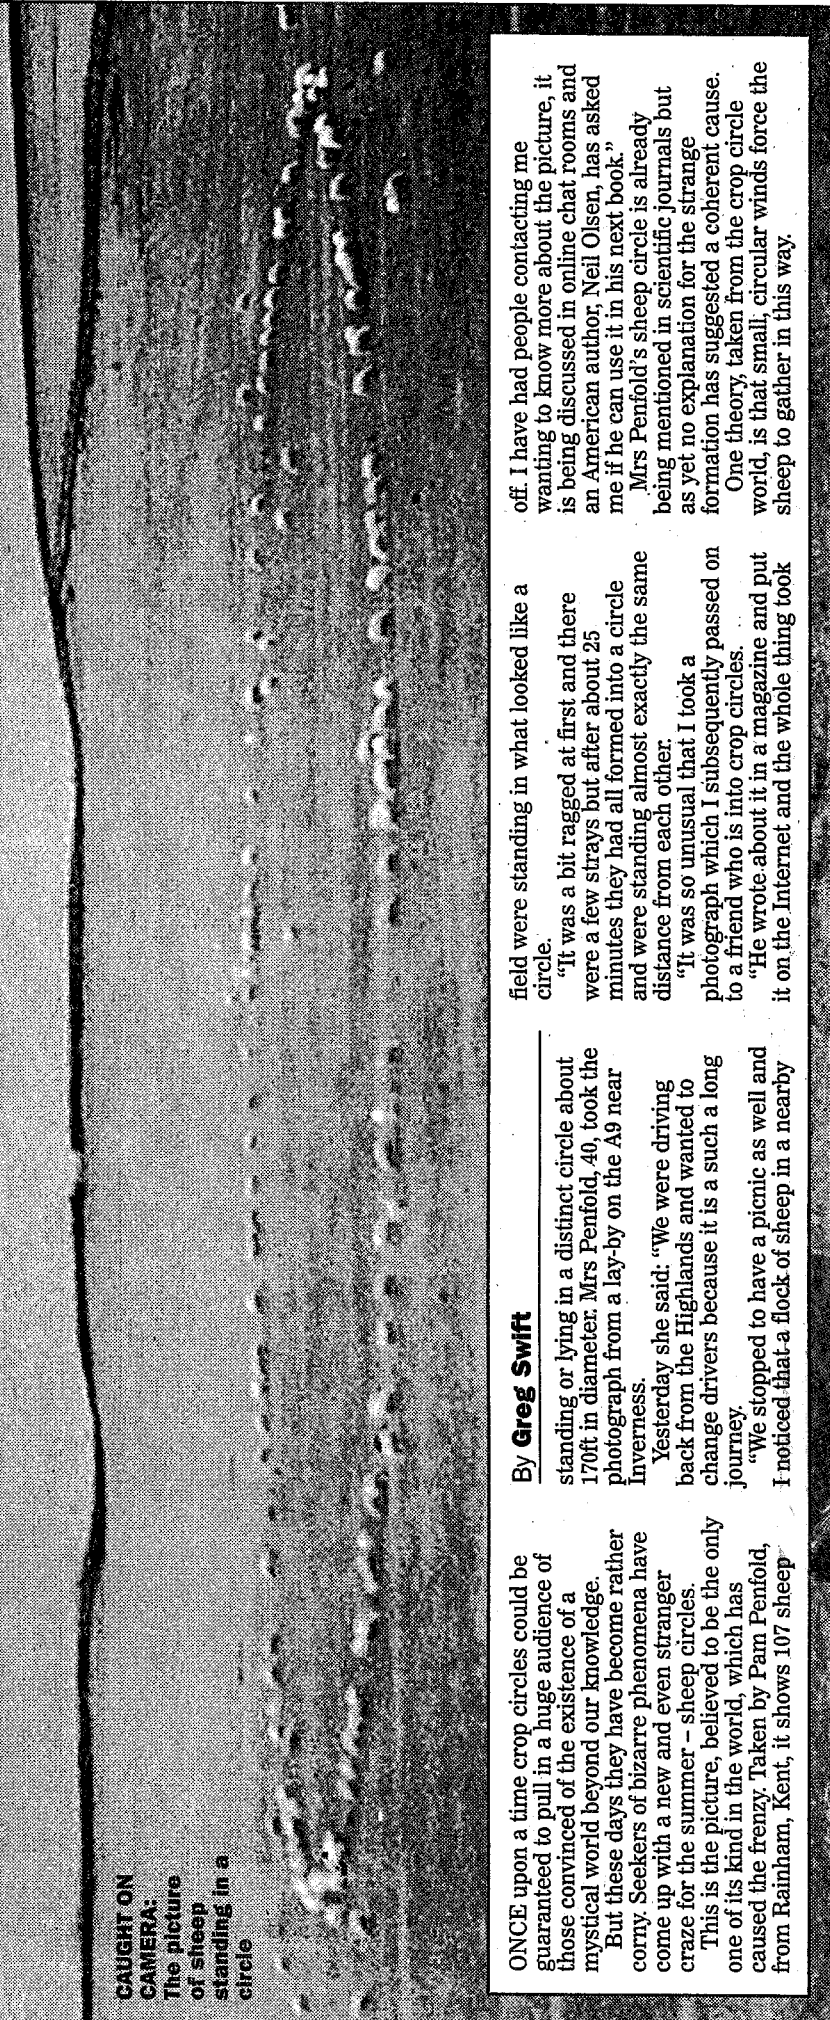 CAUGHT ON
CAMERA:
The picture
of sheep
standing in a
circle
ONCE upon a time crop circles could be
guaranteed to pull in a huge audience of
those convinced of the existence of a
mystical world beyond our knowledge.
But these days they have become rather
corny. Seekers of bizarre phenomena have
come up with a new and even stranger
craze for the summer – sheep circles.
This is the picture, believed to be the only
one of its kind in the world, which has
caused the frenzy. Taken by Pam Penfold,
from Rainham, Kent, it shows 107 sheep
By Greg Swift
standing or lying in a distinct circle about
170ft in diameter. Mrs Penfold, 40, took the
photograph from a lay-by on the A9 near
Inverness.
Yesterday she said: “We were driving
back from the Highlands and wanted to
change drivers because it is a such a long
journey.
“We stopped to have a picnic as well and
I noticed that a flock of sheep in a nearby
field were standing in what looked like a
circle.
“It was a bit ragged at first and there
were a few strays but after about 25
minutes they had all formed into a circle
and were standing almost exactly the same
distance from each other.
“It was so unusual that I took a
photograph which I subsequently passed on
to a friend who is into crop circles.
“He wrote about it in a magazine and put
it on the Internet and the whole thing took
off. I have had people contacting me
wanting to know more about the picture, it
is being discussed in online chat rooms and
an American author, Neil Olsen, has asked
me if he can use it in his next book.”
Mrs Penfold’s sheep circle is already
being mentioned in scientific journals but
as yet no explanation for the strange
formation has suggested a coherent cause.
One theory, taken from the crop circle
world, is that small, circular winds force the
sheep to gather in this way.